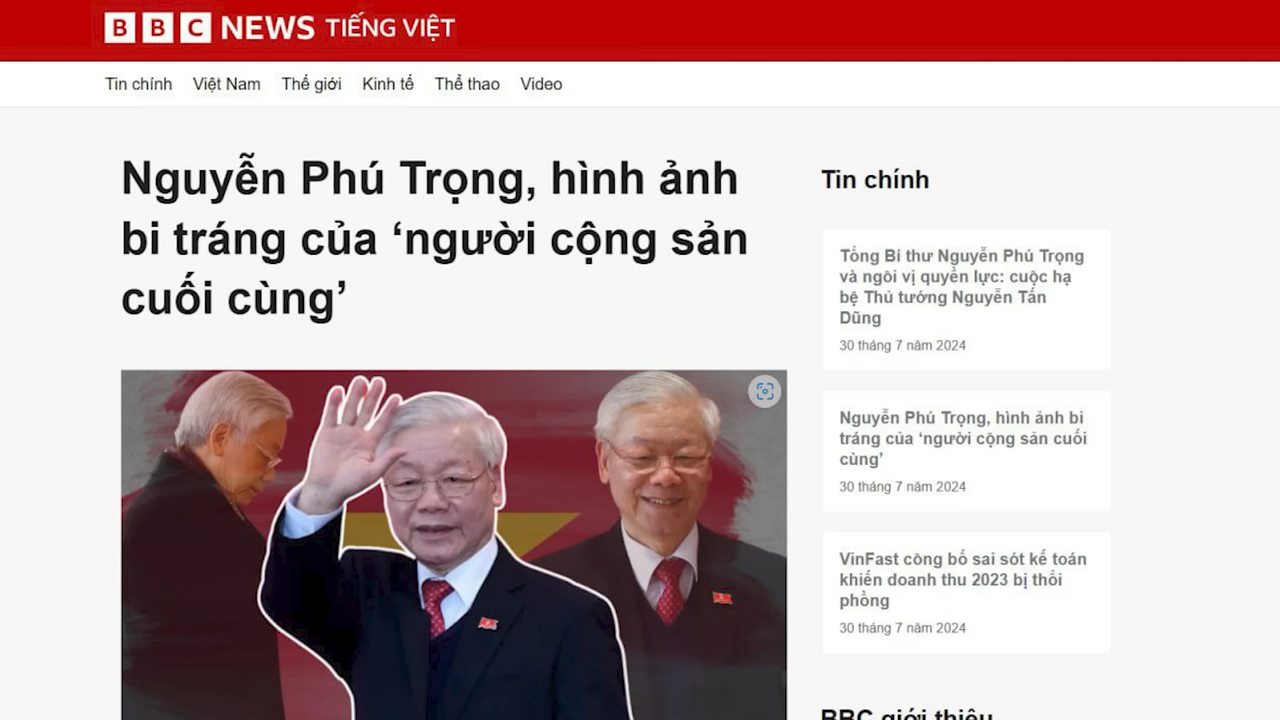 BBC NEWS TIẾNG VIỆT
Tin chính Việt Nam Thế giới Kinh tế Thể thao Video
Nguyễn Phú Trọng, hình ảnh
bi tráng của ‘người cộng sản
cuối cùng’
Tin chính
Tổng Bí thư Nguyễn Phú Trọng
và ngôi vị quyền lực: cuộc hạ
bệ Thủ tướng Nguyễn Tấn
Dũng
30 tháng 7 năm 2024
Nguyễn Phú Trọng, hình ảnh bi
tráng của ‘người cộng sản cuối
cùng’
30 tháng 7 năm 2024
VinFast công bố sai sót kế toán
khiến doanh thu 2023 bị thổi
phồng
30 tháng 7 năm 2024
BBC giới thiệu